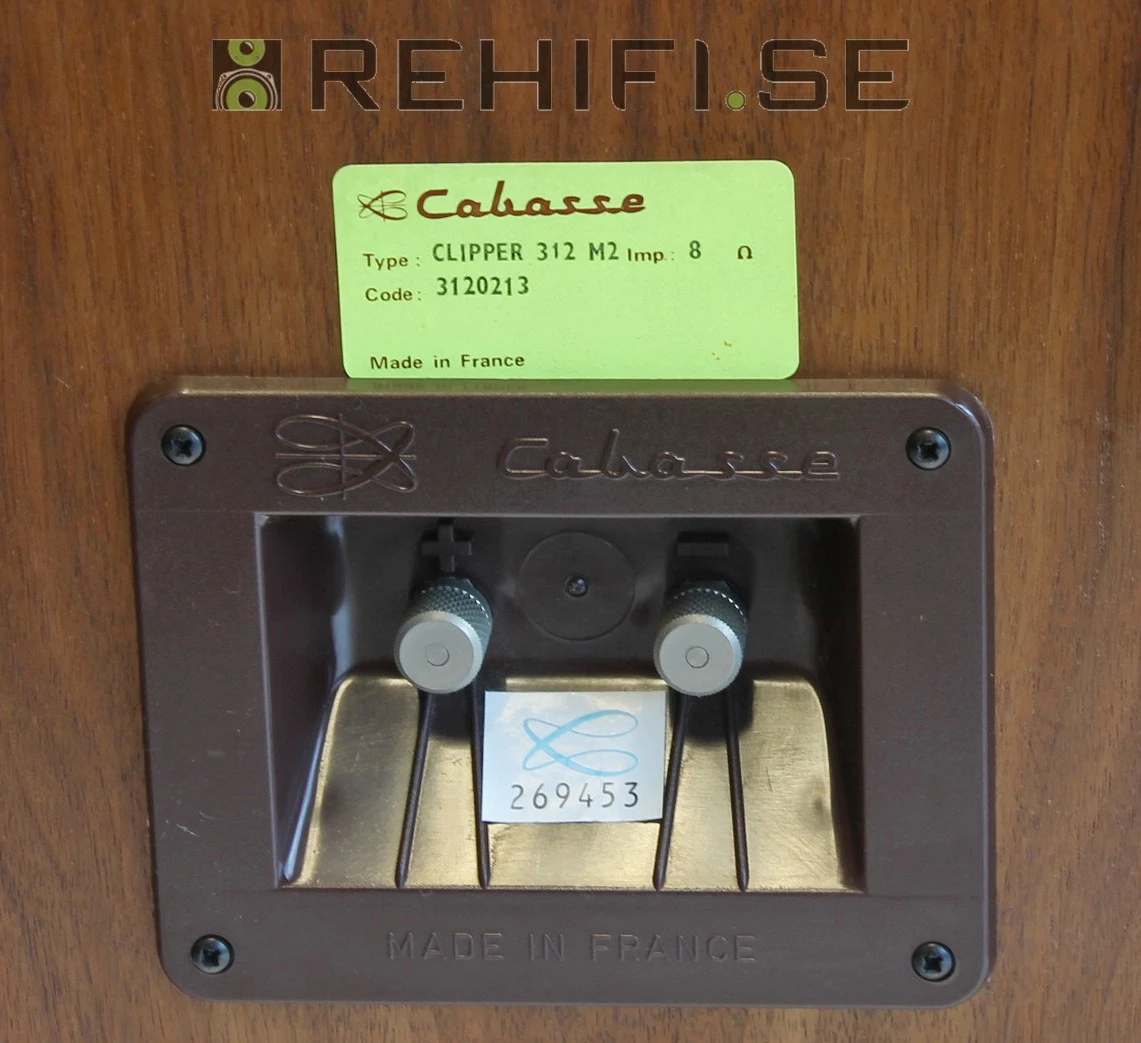 REHIFI.SE
Cabasse
Type: CLIPPER 312 M2 Imp.: 8 Ω
Code: 3120213
Made in France
Cabasse
+ −
269453
MADE IN FRANCE